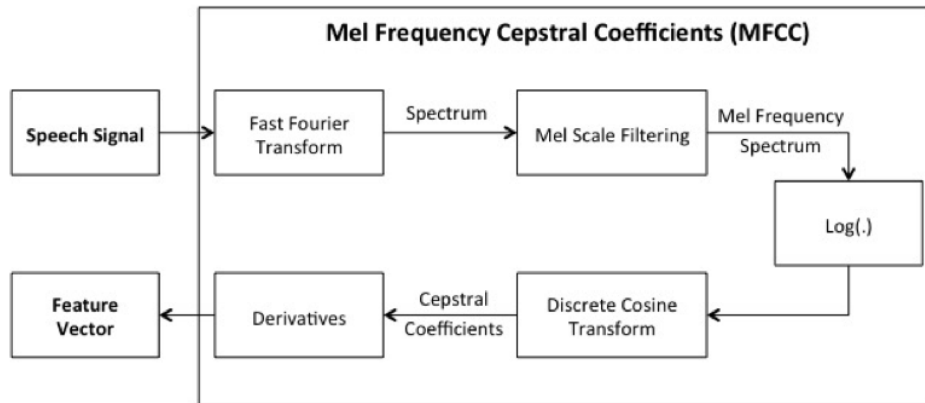 Mel Frequency Cepstral Coefficients (MFCC)
Speech Signal
Fast Fourier
Transform
Spectrum
Mel Scale Filtering
Mel Frequency
Spectrum
Log(.)
Discrete Cosine
Transform
Cepstral
Coefficients
Derivatives
Feature
Vector